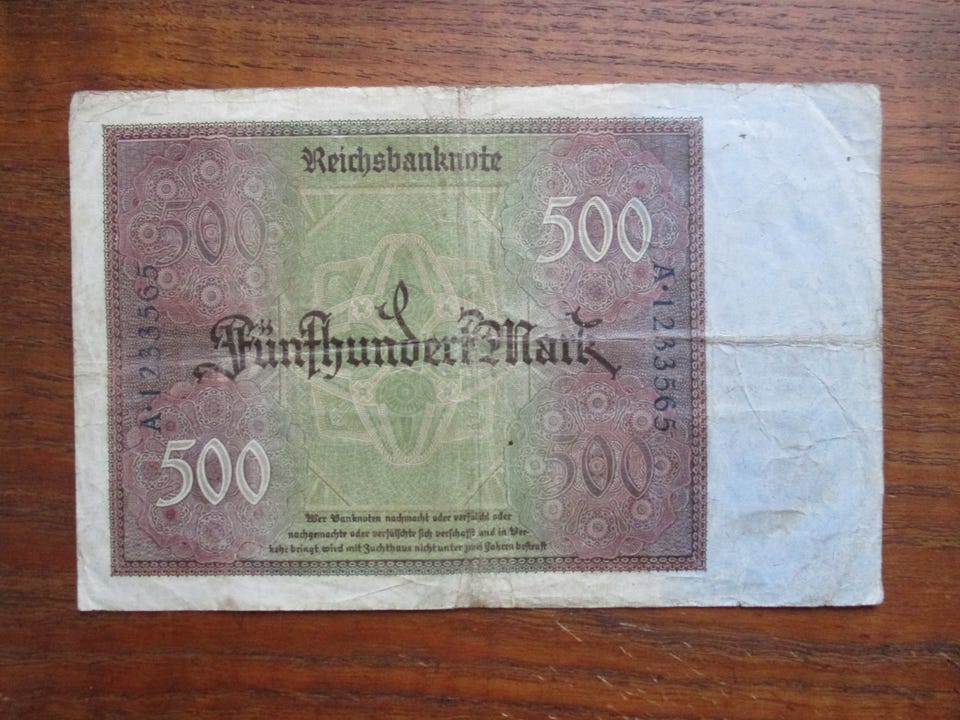 Reichsbanknote
500 500
A·1233565
A·1233565
Fünfhundert Mark
500 500
Wer Banknoten nachmacht oder verfälscht oder
nachgemachte oder verfälschte sich verschafft und in Ver-
kehr bringt, wird mit Zuchthaus nicht unter zwei Jahren bestraft